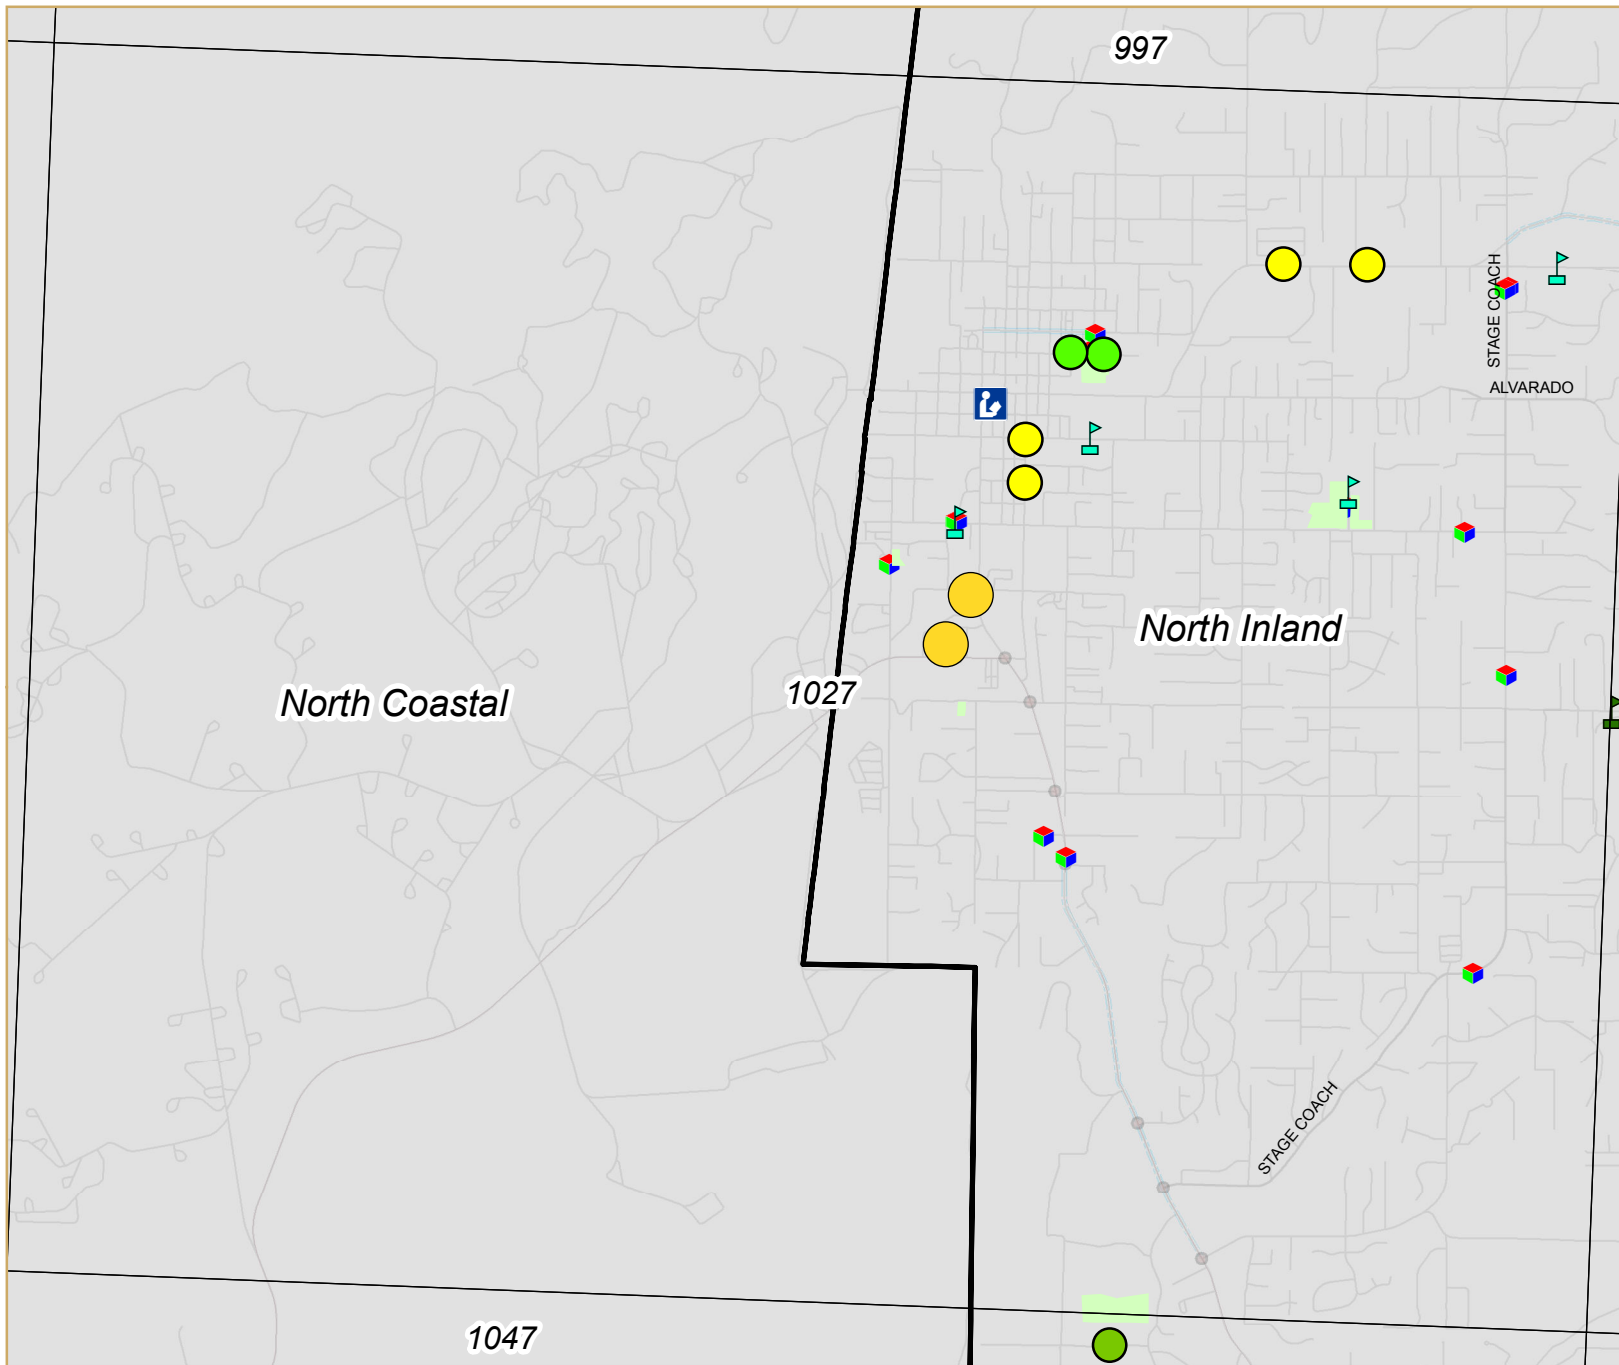 997
STAGE COACH
ALVARADO
North Inland
1027
North Coastal
STAGE COACH
1047